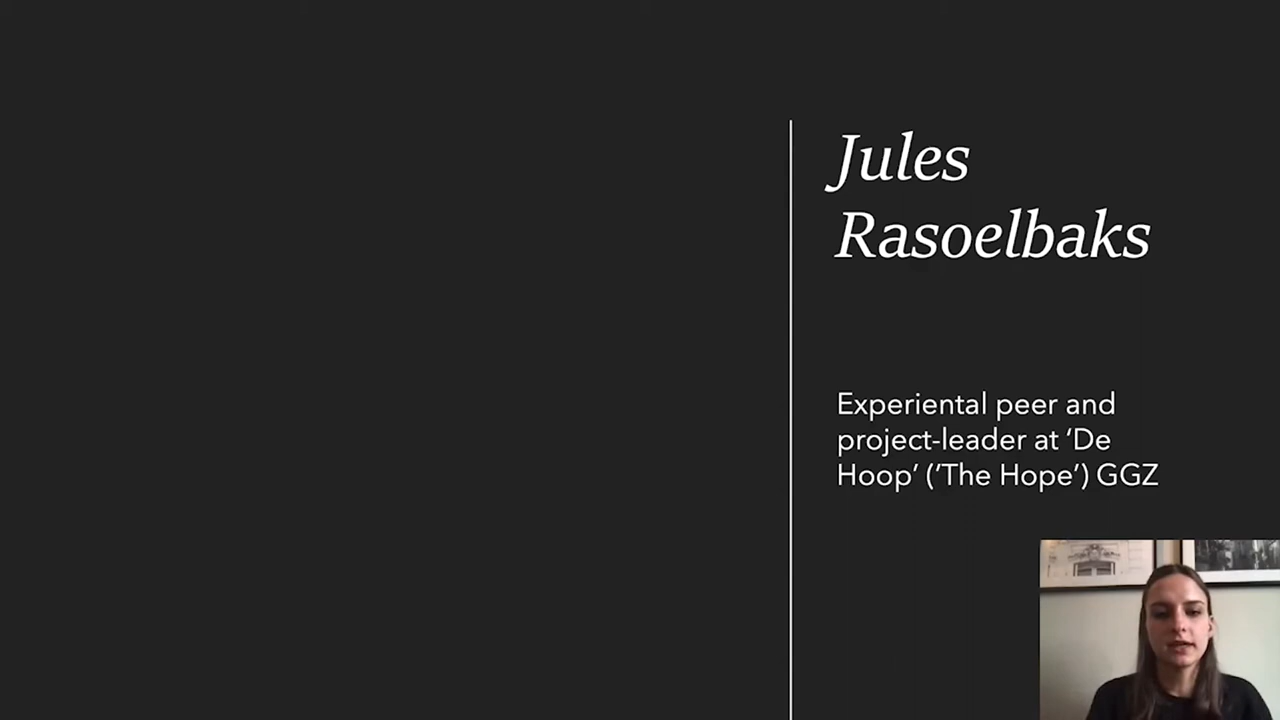 Jules
Rasoelbaks
Experiental peer and
project-leader at ‘De
Hoop’ (‘The Hope’) GGZ